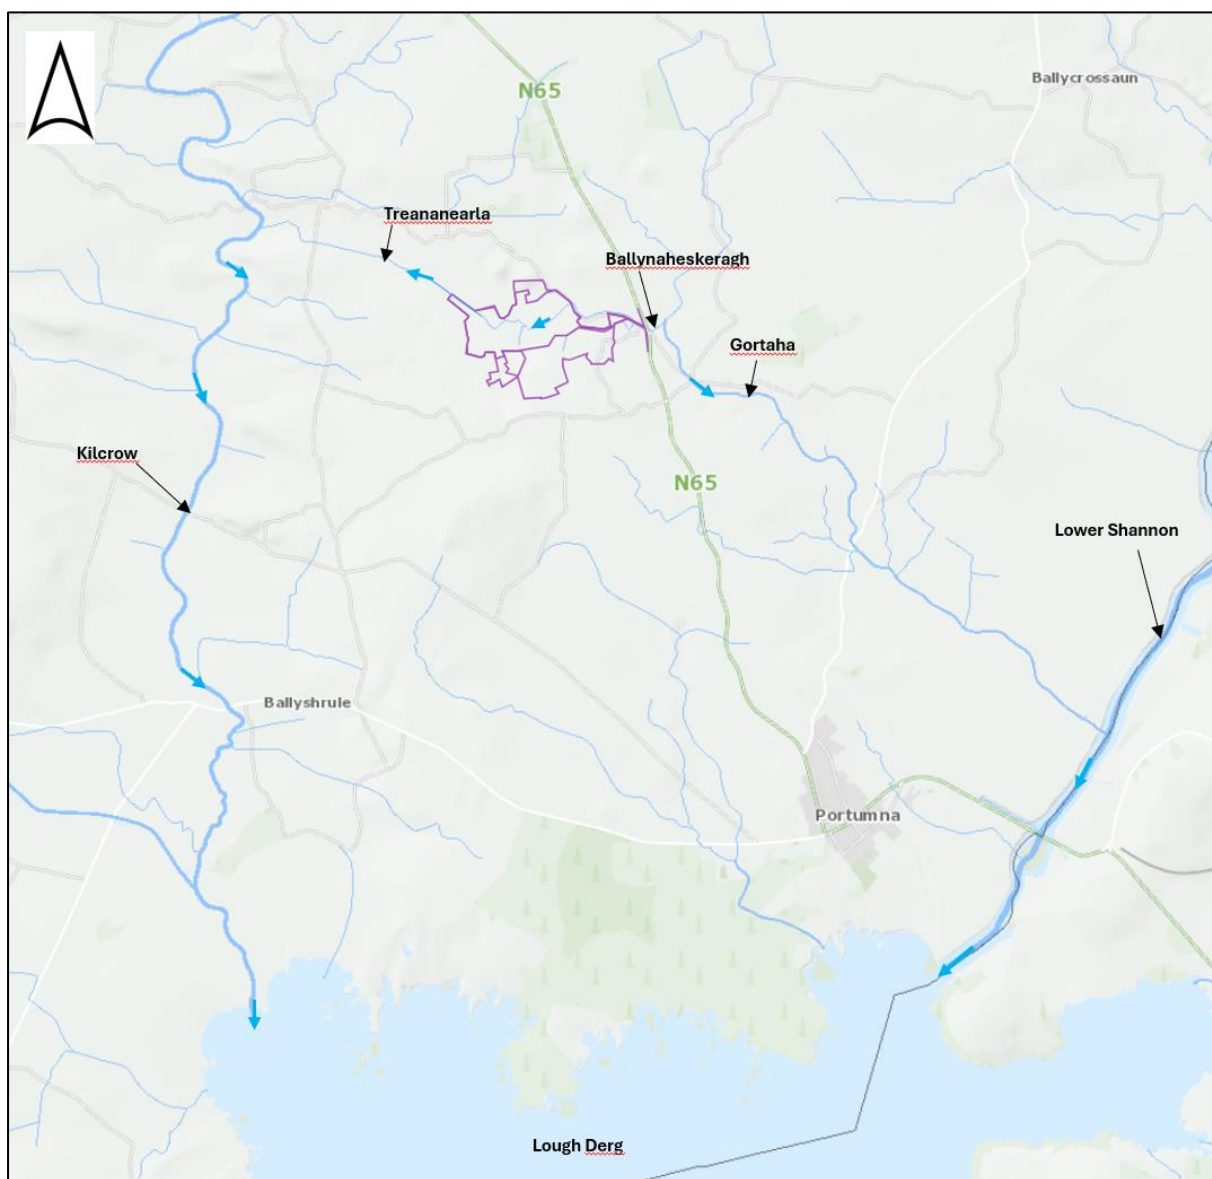 N65
Ballycrossaun
Treananearla
Ballynaheskeragh
Gortaha
Kilcrow
N65
Lower Shannon
Ballyshrule
Portumna
Lough Derg